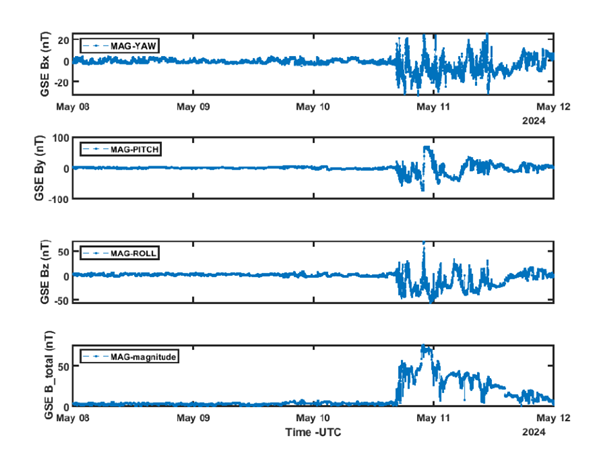 GSE Bx (nT)
20
0
-20
MAG-YAW
May 08
May 09
May 10
May 11
May 12
2024
GSE By (nT)
100
0
-100
MAG-PITCH
GSE Bz (nT)
50
0
-50
MAG-ROLL
GSE B_total (nT)
50
0
MAG-magnitude
May 08
May 09
May 10
May 11
May 12
Time -UTC
2024